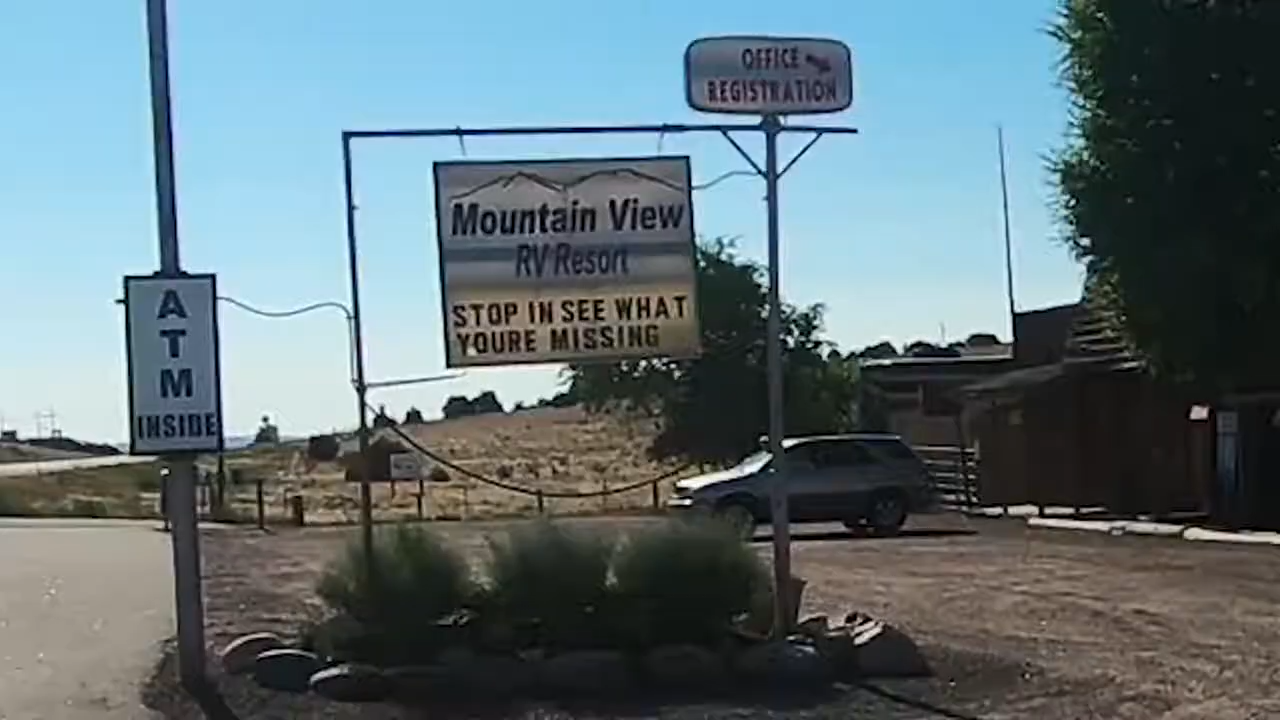 OFFICE
REGISTRATION
Mountain View
RV Resort
STOP IN SEE WHAT
YOURE MISSING
A
T
M
INSIDE